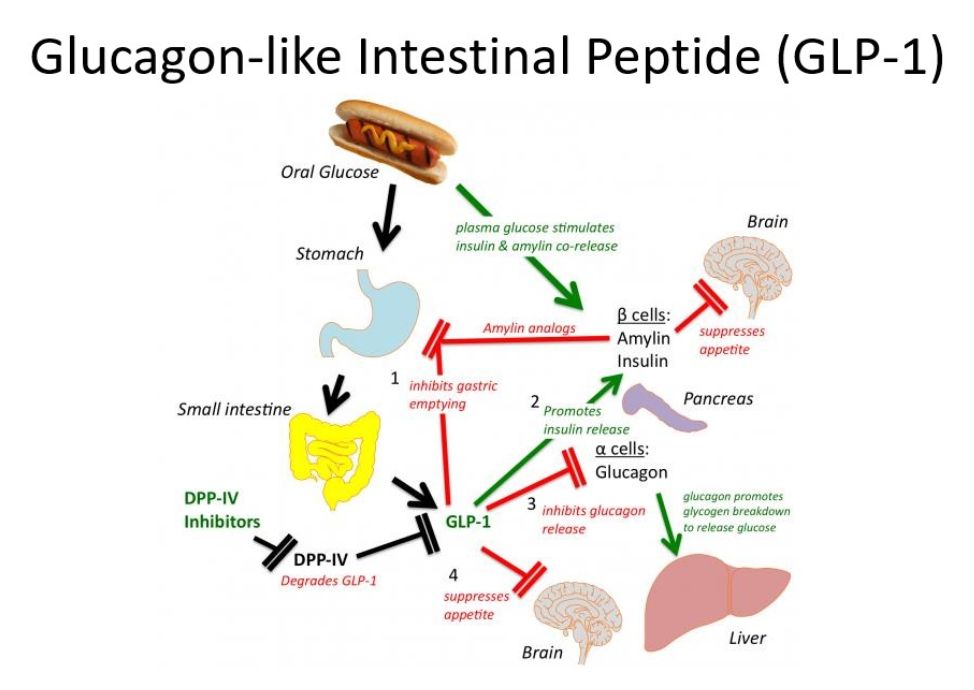 Glucagon-like Intestinal Peptide (GLP-1)
Oral Glucose
plasma glucose stimulates
insulin & amylin co-release
Brain
Stomach
β cells:
Amylin
Insulin
Amylin analogs
suppresses
appetite
1
inhibits gastric
emptying
2
Promotes
insulin release
Pancreas
Small intestine
α cells:
Glucagon
DPP-IV
Inhibitors
GLP-1
3
inhibits glucagon
release
glucagon promotes
glycogen breakdown
to release glucose
DPP-IV
Degrades GLP-1
4
suppresses
appetite
Brain
Liver